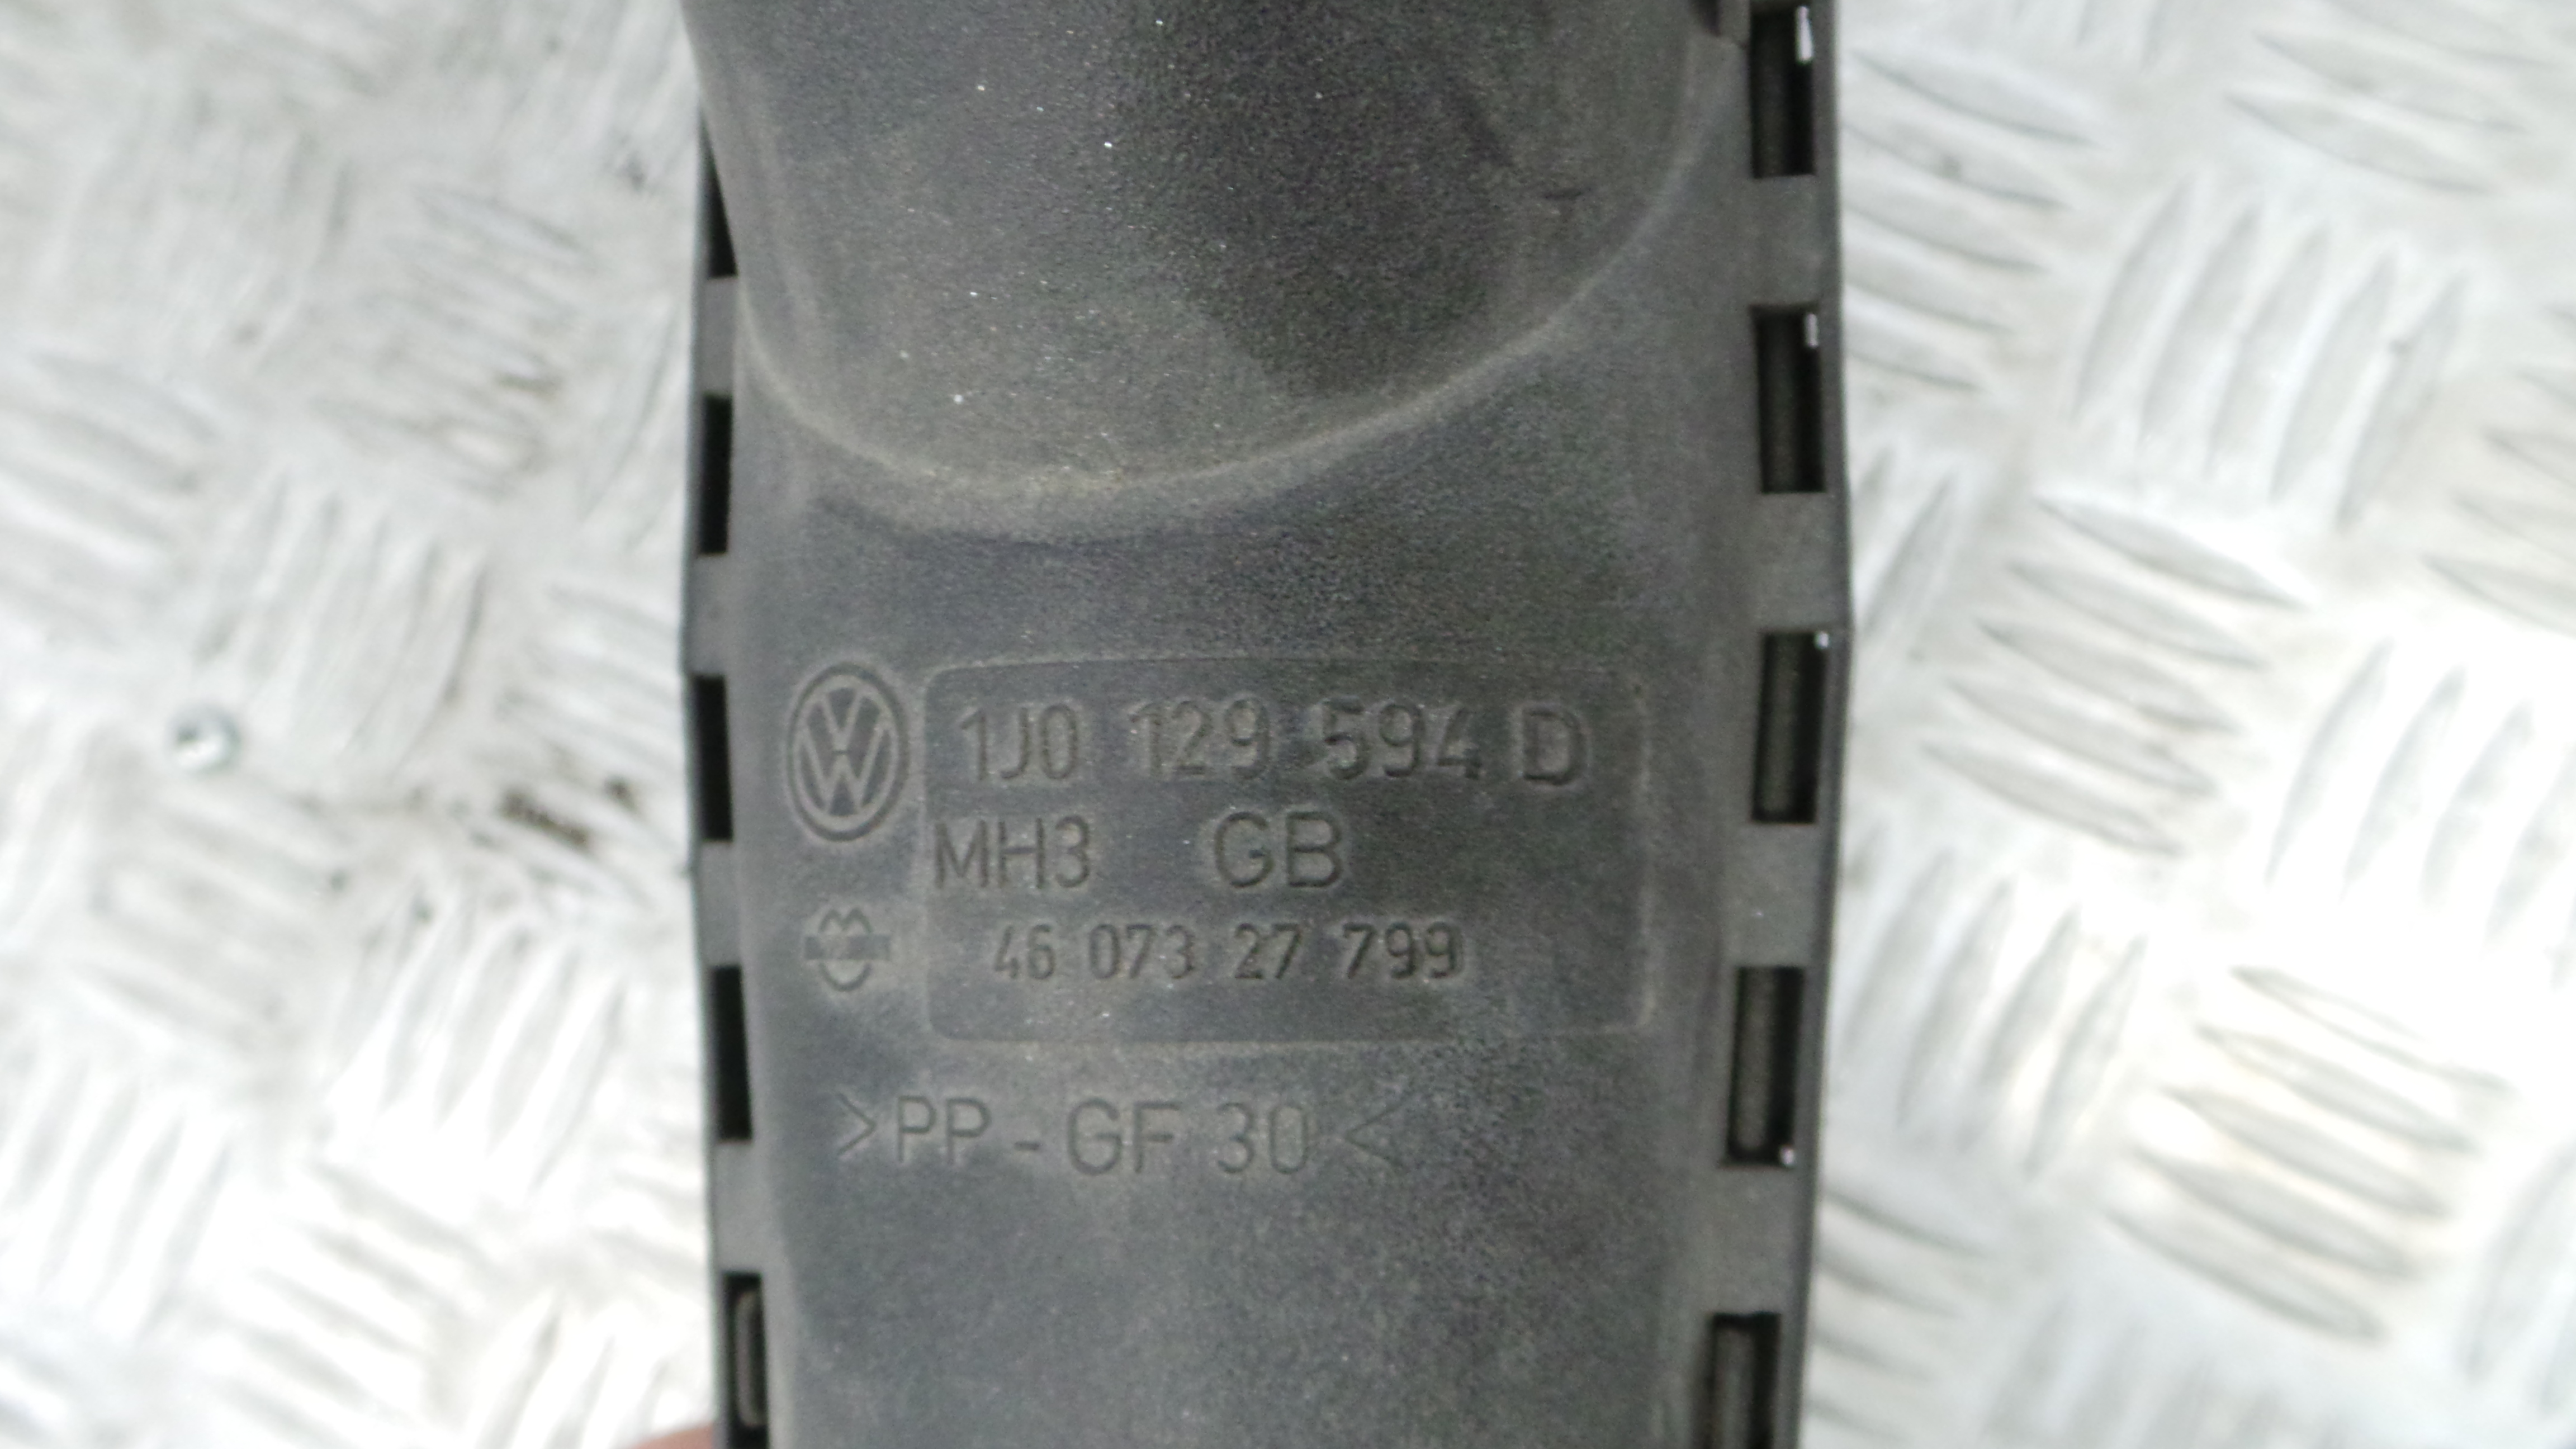 1J0 129 594 D
MH3 GB
46 073 27 799
>PP-GF 30<